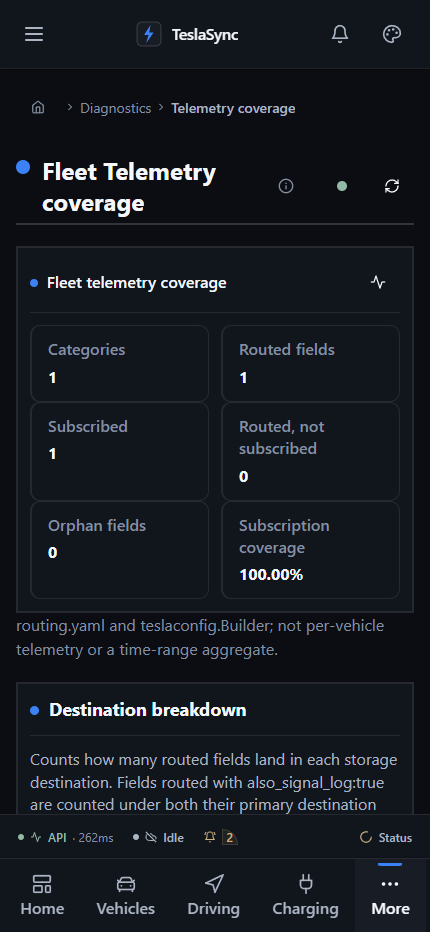 TeslaSync
Diagnostics
Telemetry coverage
Fleet Telemetry
coverage
Fleet telemetry coverage
Categories
1
Routed fields
1
Subscribed
1
Routed, not
subscribed
0
Orphan fields
0
Subscription
coverage
100.00%
routing.yaml and teslaconfig.Builder; not per-vehicle
telemetry or a time-range aggregate.
Destination breakdown
Counts how many routed fields land in each storage
destination. Fields routed with also_signal_log:true
are counted under both their primary destination
API · 262ms
Idle
2
Status
Home
Vehicles
Driving
Charging
More